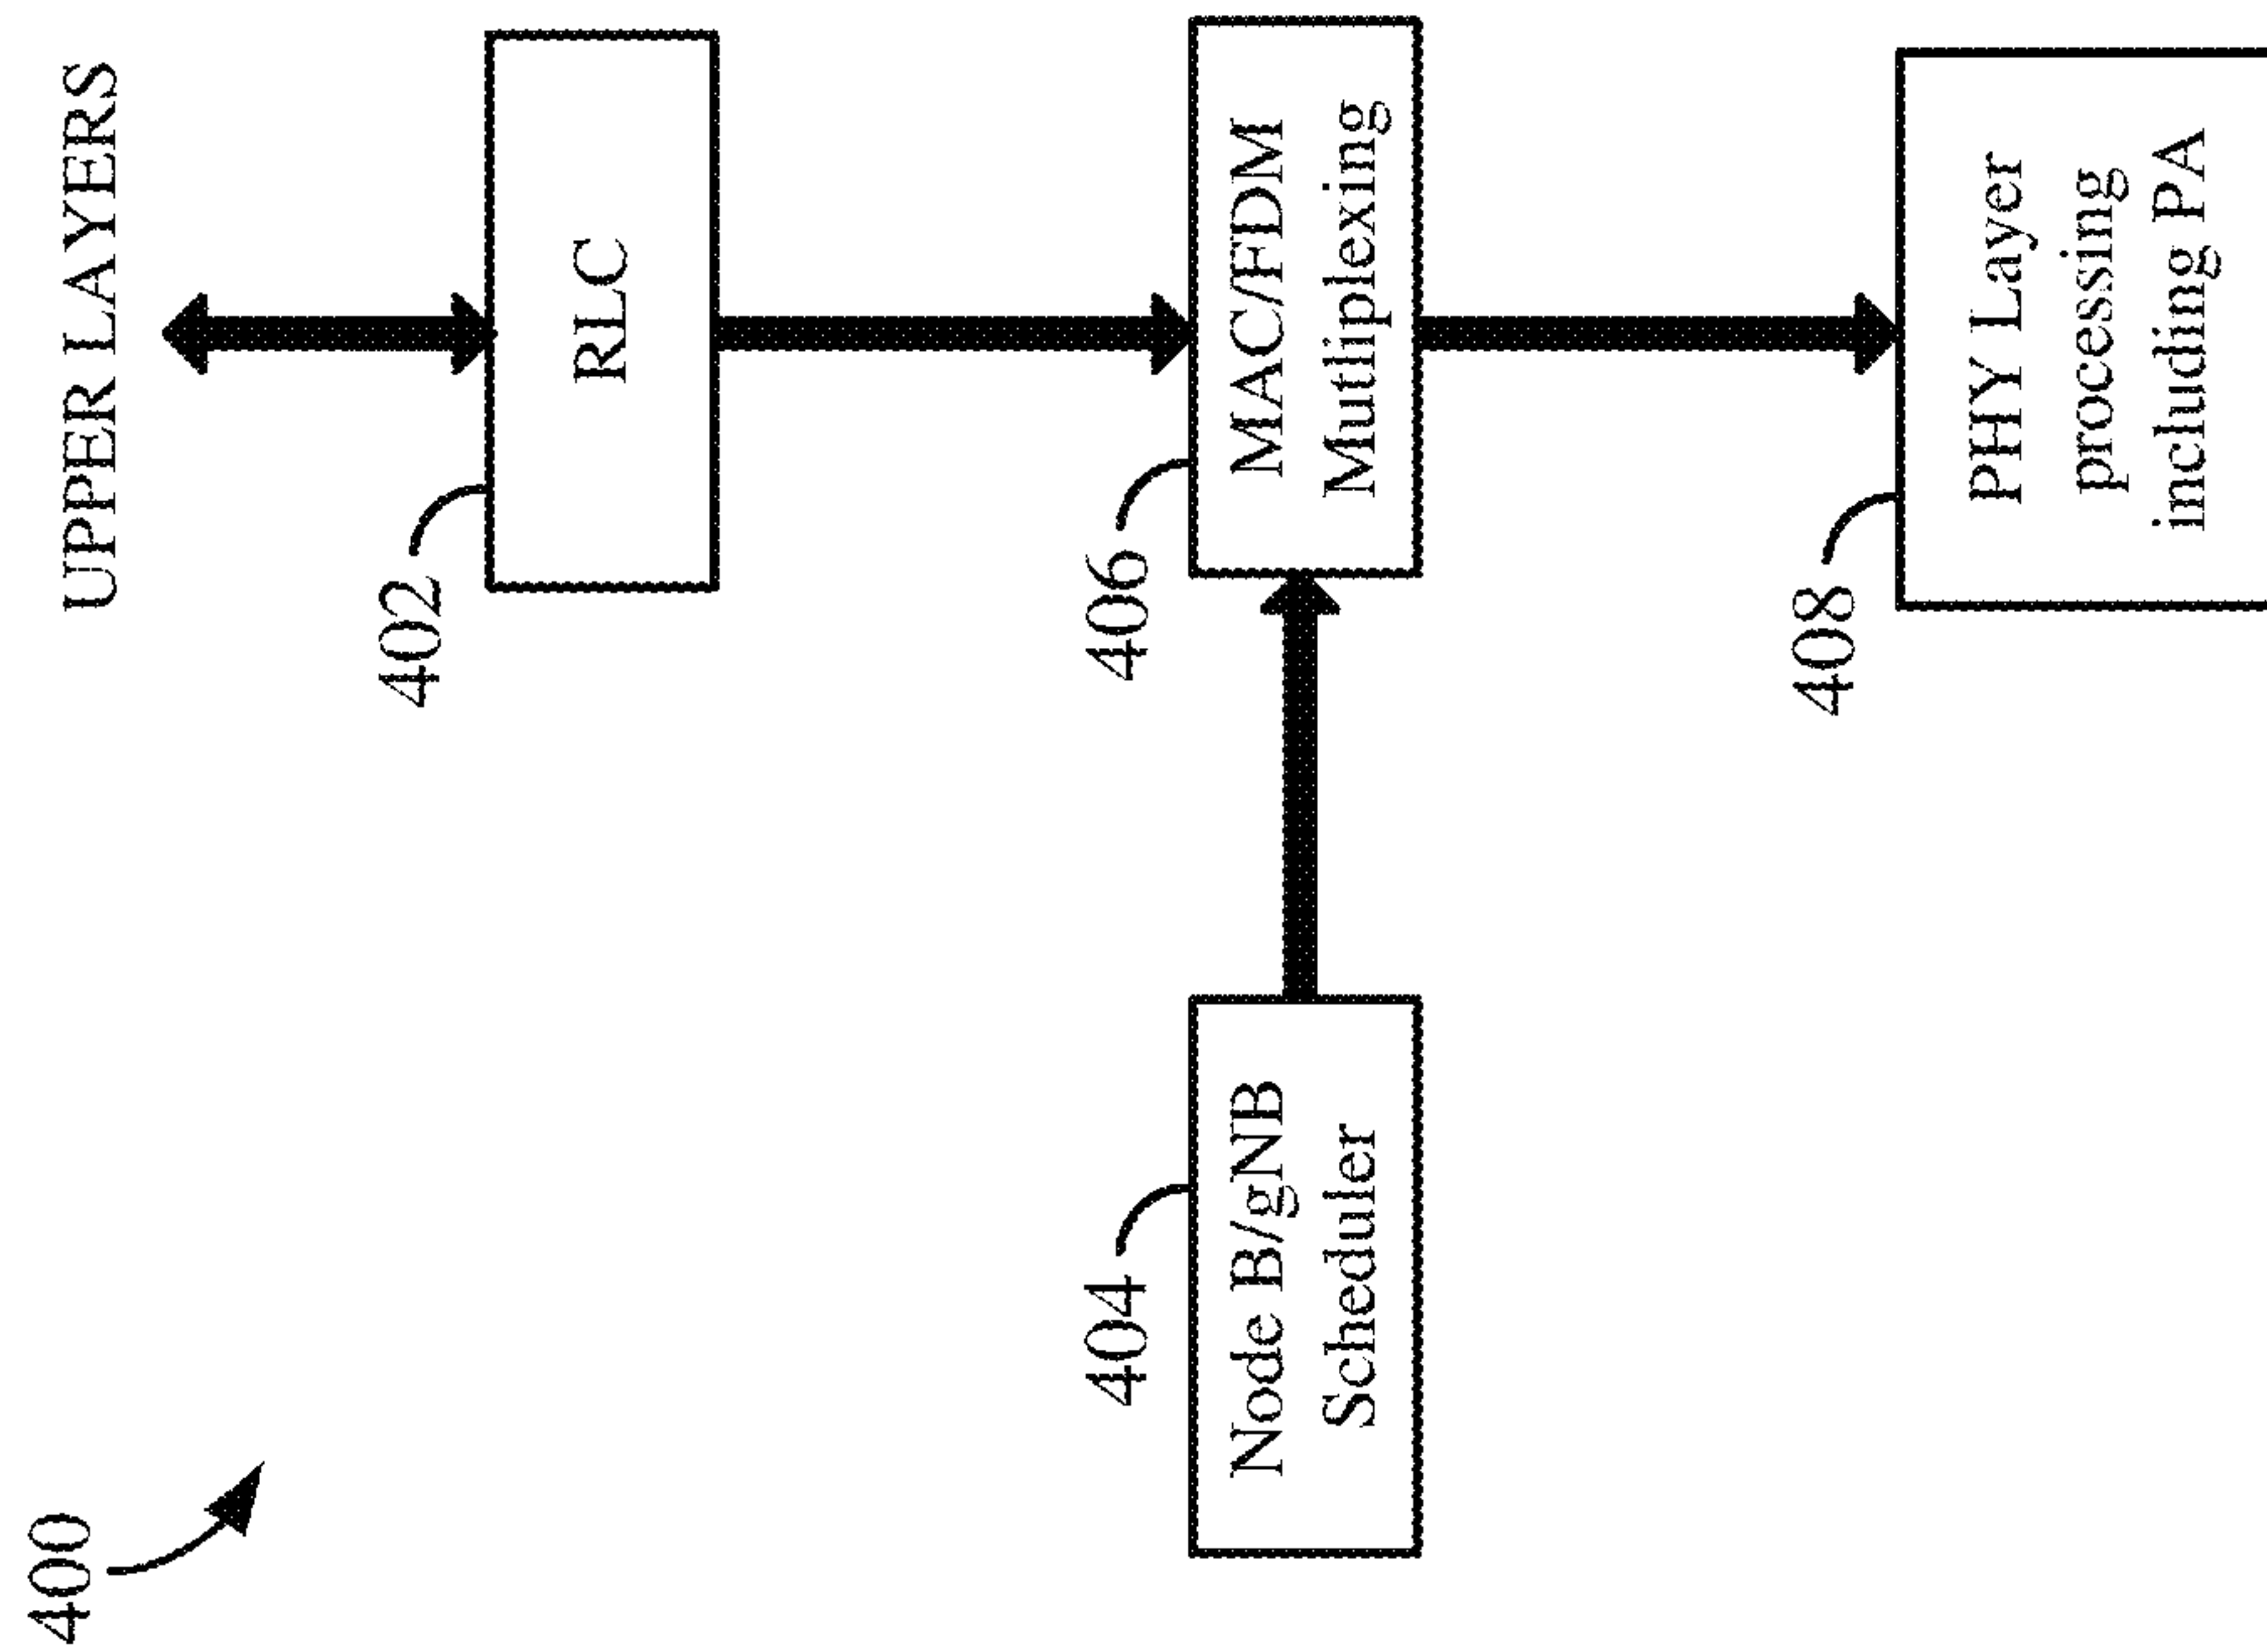 400
UPPER LAYERS
402
RLC
404
Node B/gNB
Scheduler
406
MAC/FDM
Mutliplexing
408
PHY Layer
processing
including PA